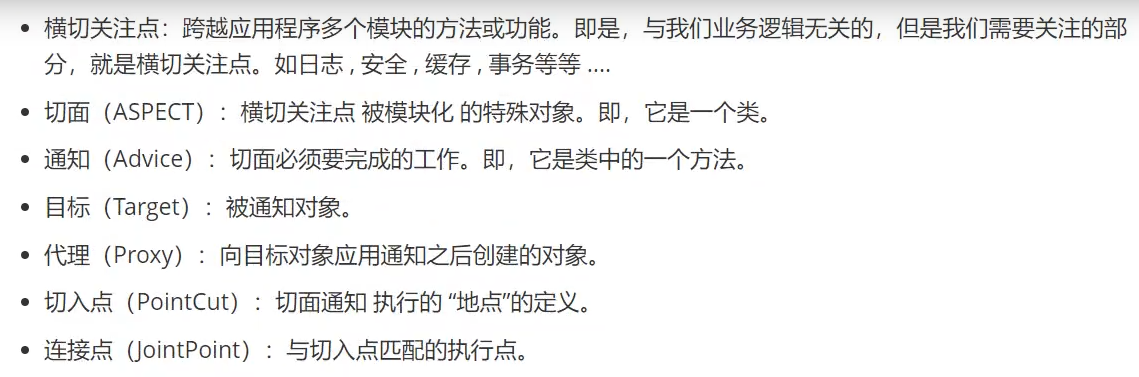 横切关注点：跨越应用程序多个模块的方法或功能。即是，与我们业务逻辑无关的，但是我们需要关注的部
分，就是横切关注点。如日志 , 安全 , 缓存 , 事务等等 ....
切面（ASPECT）：横切关注点 被模块化 的特殊对象。即，它是一个类。
通知（Advice）：切面必须要完成的工作。即，它是类中的一个方法。
目标（Target）：被通知对象。
代理（Proxy）：向目标对象应用通知之后创建的对象。
切入点（PointCut）：切面通知 执行的 “地点”的定义。
连接点（JointPoint）：与切入点匹配的执行点。